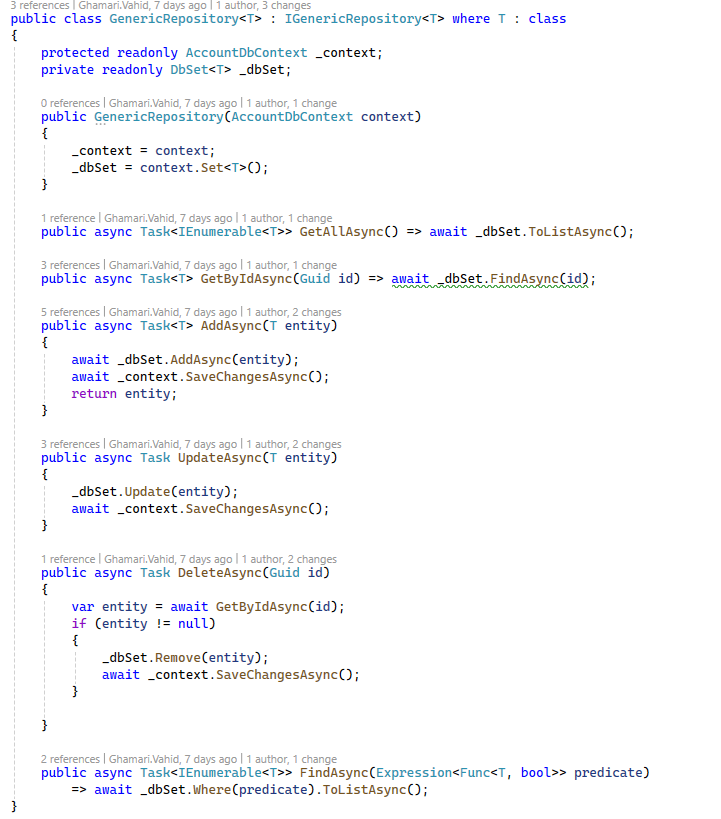 3 references | Ghamari.Vahid, 7 days ago | 1 author, 3 changes
public class GenericRepository<T> : IGenericRepository<T> where T : class
{
protected readonly AccountDbContext _context;
private readonly DbSet<T> _dbSet;
0 references | Ghamari.Vahid, 7 days ago | 1 author, 1 change
public GenericRepository(AccountDbContext context)
{
_context = context;
_dbSet = context.Set<T>();
}
1 reference | Ghamari.Vahid, 7 days ago | 1 author, 1 change
public async Task<IEnumerable<T>> GetAllAsync() => await _dbSet.ToListAsync();
3 references | Ghamari.Vahid, 7 days ago | 1 author, 1 change
public async Task<T> GetByIdAsync(Guid id) => await _dbSet.FindAsync(id);
5 references | Ghamari.Vahid, 7 days ago | 1 author, 2 changes
public async Task<T> AddAsync(T entity)
{
await _dbSet.AddAsync(entity);
await _context.SaveChangesAsync();
return entity;
}
3 references | Ghamari.Vahid, 7 days ago | 1 author, 2 changes
public async Task UpdateAsync(T entity)
{
_dbSet.Update(entity);
await _context.SaveChangesAsync();
}
1 reference | Ghamari.Vahid, 7 days ago | 1 author, 2 changes
public async Task DeleteAsync(Guid id)
{
var entity = await GetByIdAsync(id);
if (entity != null)
{
_dbSet.Remove(entity);
await _context.SaveChangesAsync();
}
}
2 references | Ghamari.Vahid, 7 days ago | 1 author, 1 change
public async Task<IEnumerable<T>> FindAsync(Expression<Func<T, bool>> predicate)
=> await _dbSet.Where(predicate).ToListAsync();
}